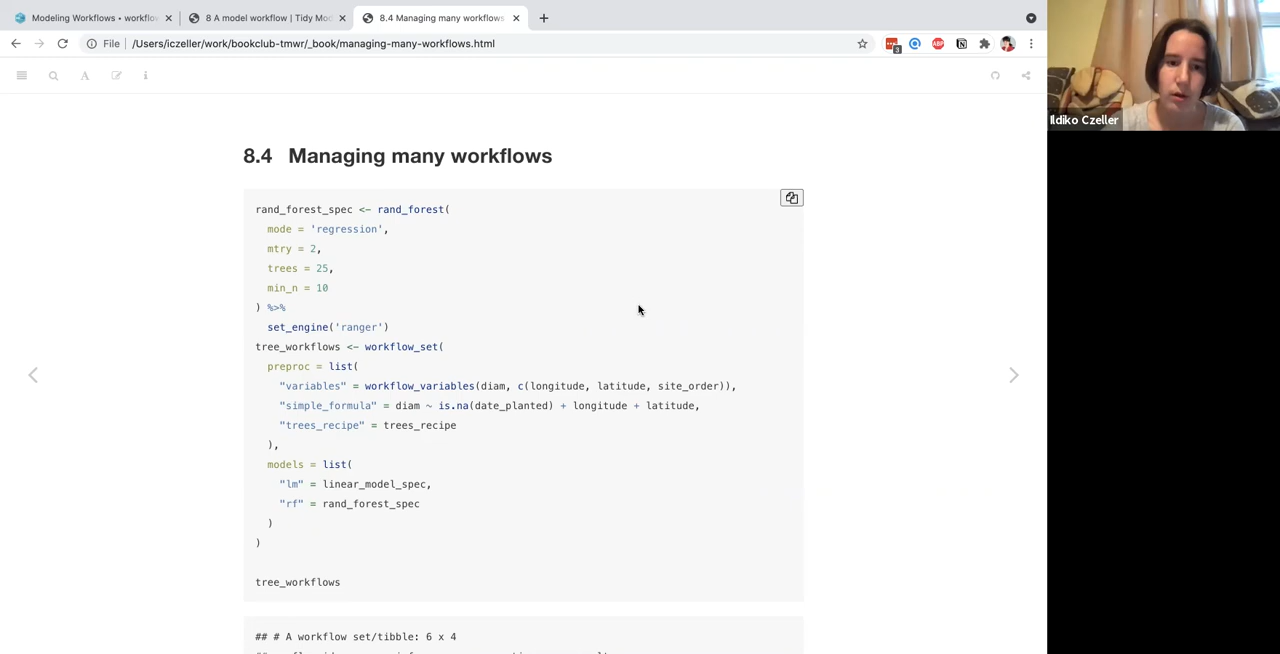 Modeling Workflows • workflow
8 A model workflow | Tidy Mod
8.4 Managing many workflows
File
/Users/iczeller/work/bookclub-tmwr/_book/managing-many-workflows.html
3
ABP
Ildiko Czeller
8.4 Managing many workflows
rand_forest_spec <- rand_forest(
mode = 'regression',
mtry = 2,
trees = 25,
min_n = 10
) %>%
set_engine('ranger')
tree_workflows <- workflow_set(
preproc = list(
"variables" = workflow_variables(diam, c(longitude, latitude, site_order)),
"simple_formula" = diam ~ is.na(date_planted) + longitude + latitude,
"trees_recipe" = trees_recipe
),
models = list(
"lm" = linear_model_spec,
"rf" = rand_forest_spec
)
)
tree_workflows
## # A workflow set/tibble: 6 x 4